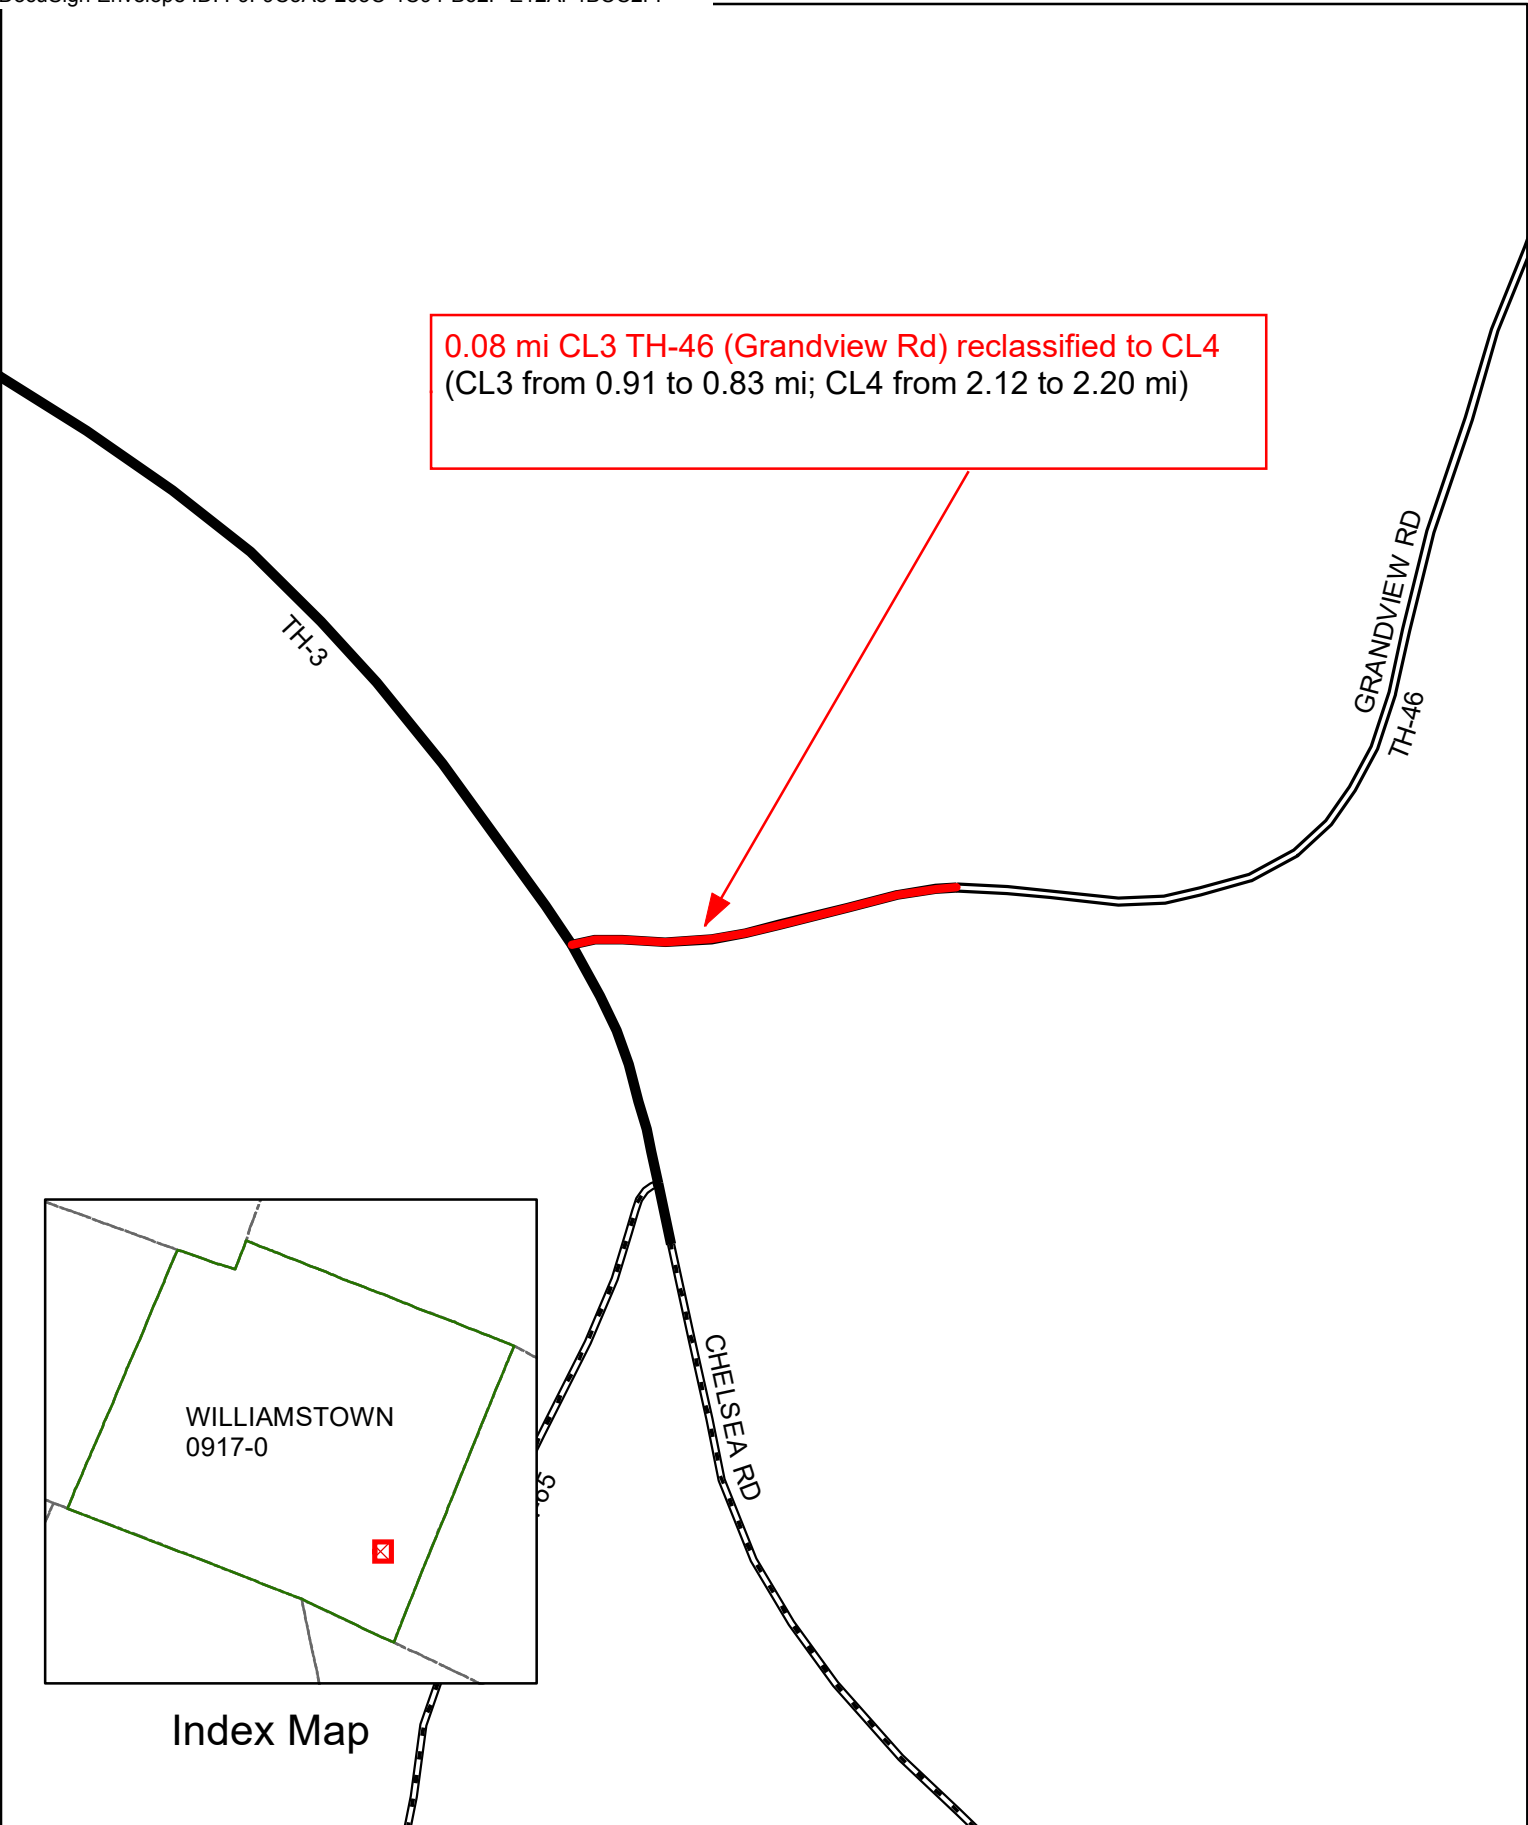 0.08 mi CL3 TH-46 (Grandview Rd) reclassified to CL4
(CL3 from 0.91 to 0.83 mi; CL4 from 2.12 to 2.20 mi)
GRANDVIEW RD
TH-46
TH-3
CHELSEA RD
WILLIAMSTOWN
0917-0
65
Index Map